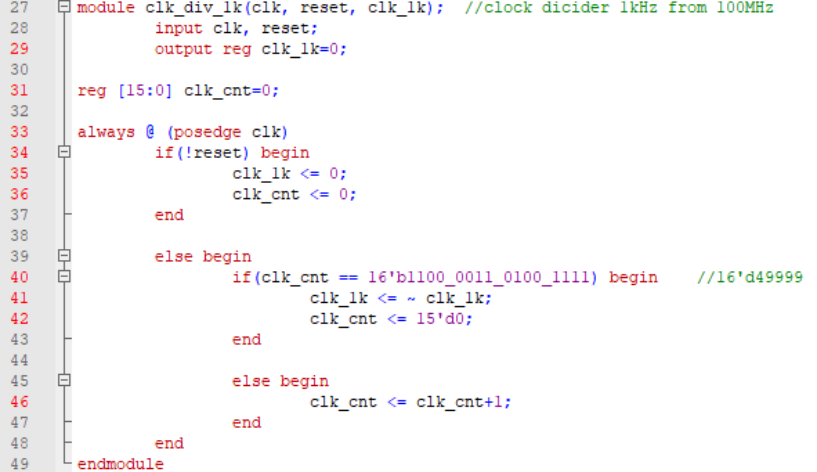 27 module clk_div_1k(clk, reset, clk_1k);  //clock dicider 1kHz from 100MHz
28         input clk, reset;
29         output reg clk_1k=0;
30
31 reg [15:0] clk_cnt=0;
32
33 always @ (posedge clk)
34         if(!reset) begin
35                 clk_1k <= 0;
36                 clk_cnt <= 0;
37         end
38
39         else begin
40                 if(clk_cnt == 16'b1100_0011_0100_1111) begin    //16'd49999
41                         clk_1k <= ~ clk_1k;
42                         clk_cnt <= 15'd0;
43                 end
44
45                 else begin
46                         clk_cnt <= clk_cnt+1;
47                 end
48         end
49 endmodule